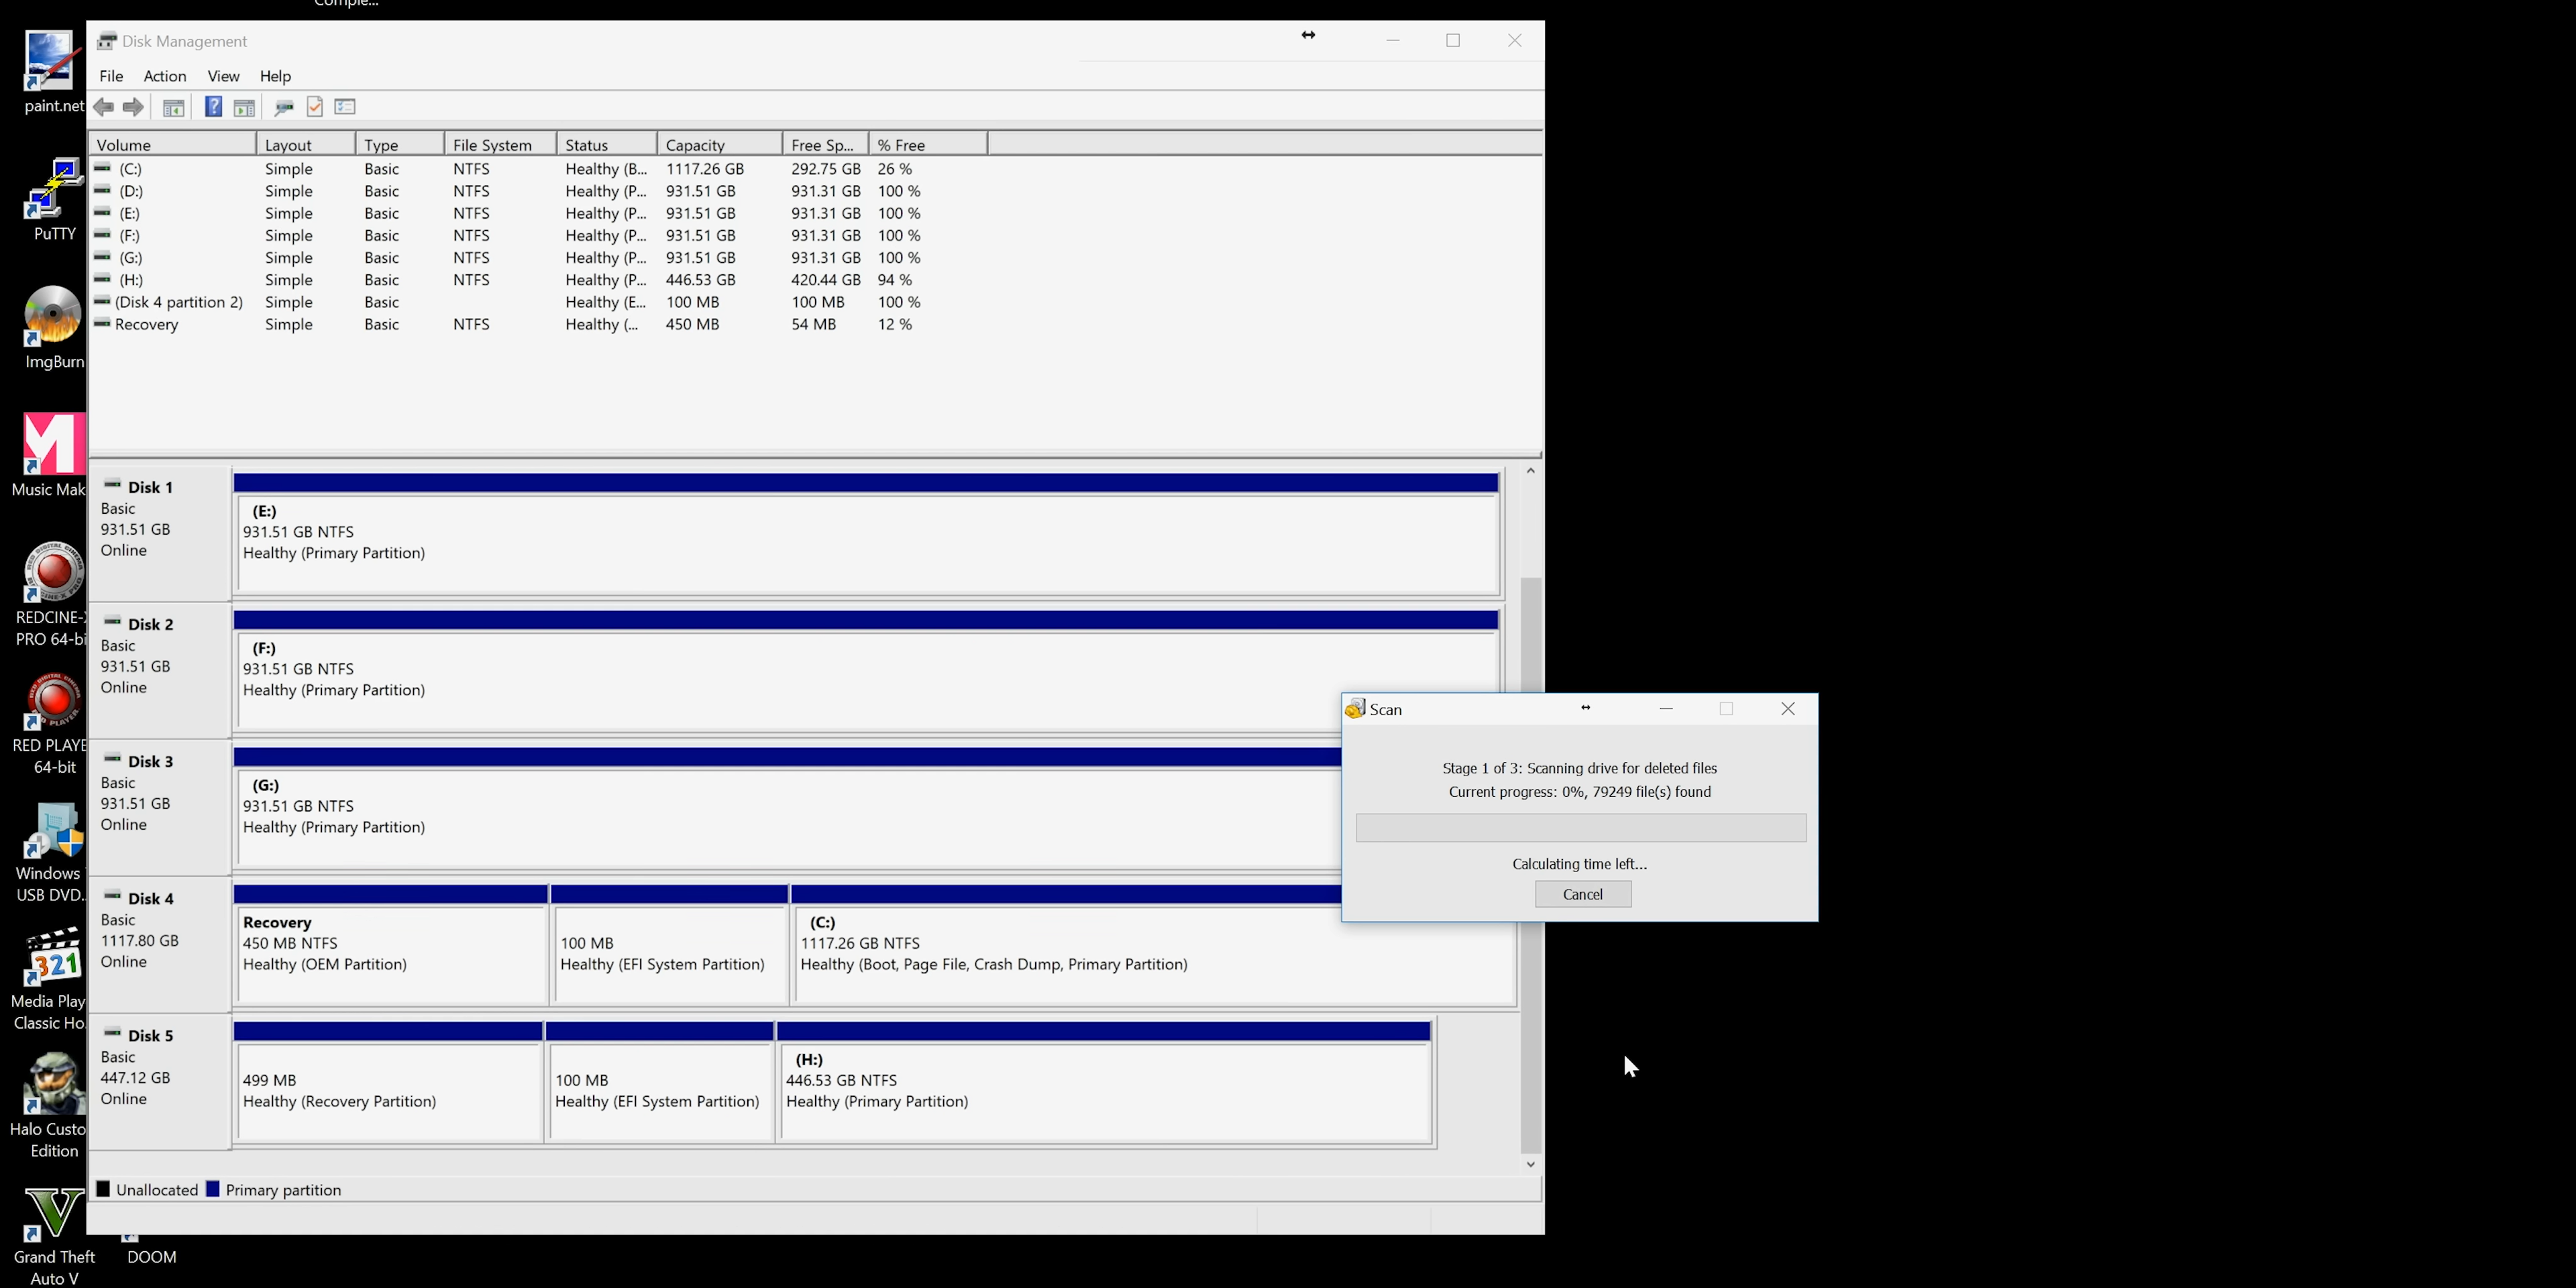 Comple...
Disk Management
File Action View Help
Volume Layout Type File System Status Capacity Free Sp... % Free
(C:) Simple Basic NTFS Healthy (B... 1117.26 GB 292.75 GB 26 %
(D:) Simple Basic NTFS Healthy (P... 931.51 GB 931.31 GB 100 %
(E:) Simple Basic NTFS Healthy (P... 931.51 GB 931.31 GB 100 %
(F:) Simple Basic NTFS Healthy (P... 931.51 GB 931.31 GB 100 %
(G:) Simple Basic NTFS Healthy (P... 931.51 GB 931.31 GB 100 %
(H:) Simple Basic NTFS Healthy (P... 446.53 GB 420.44 GB 94 %
(Disk 4 partition 2) Simple Basic Healthy (E... 100 MB 100 MB 100 %
Recovery Simple Basic NTFS Healthy (... 450 MB 54 MB 12 %
Disk 1
Basic
931.51 GB
Online
(E:)
931.51 GB NTFS
Healthy (Primary Partition)
Disk 2
Basic
931.51 GB
Online
(F:)
931.51 GB NTFS
Healthy (Primary Partition)
Disk 3
Basic
931.51 GB
Online
(G:)
931.51 GB NTFS
Healthy (Primary Partition)
Disk 4
Basic
1117.80 GB
Online
Recovery
450 MB NTFS
Healthy (OEM Partition)
100 MB
Healthy (EFI System Partition)
(C:)
1117.26 GB NTFS
Healthy (Boot, Page File, Crash Dump, Primary Partition)
Disk 5
Basic
447.12 GB
Online
499 MB
Healthy (Recovery Partition)
100 MB
Healthy (EFI System Partition)
(H:)
446.53 GB NTFS
Healthy (Primary Partition)
Unallocated Primary partition
Scan
Stage 1 of 3: Scanning drive for deleted files
Current progress: 0%, 79249 file(s) found
Calculating time left...
Cancel
paint.net
PuTTY
ImgBurn
Music Mak
REDCINE-X
PRO 64-bi
RED PLAYE
64-bit
Windows
USB DVD..
321
Media Play
Classic Ho.
Halo Custo
Edition
V
Grand Theft
Auto V
DOOM